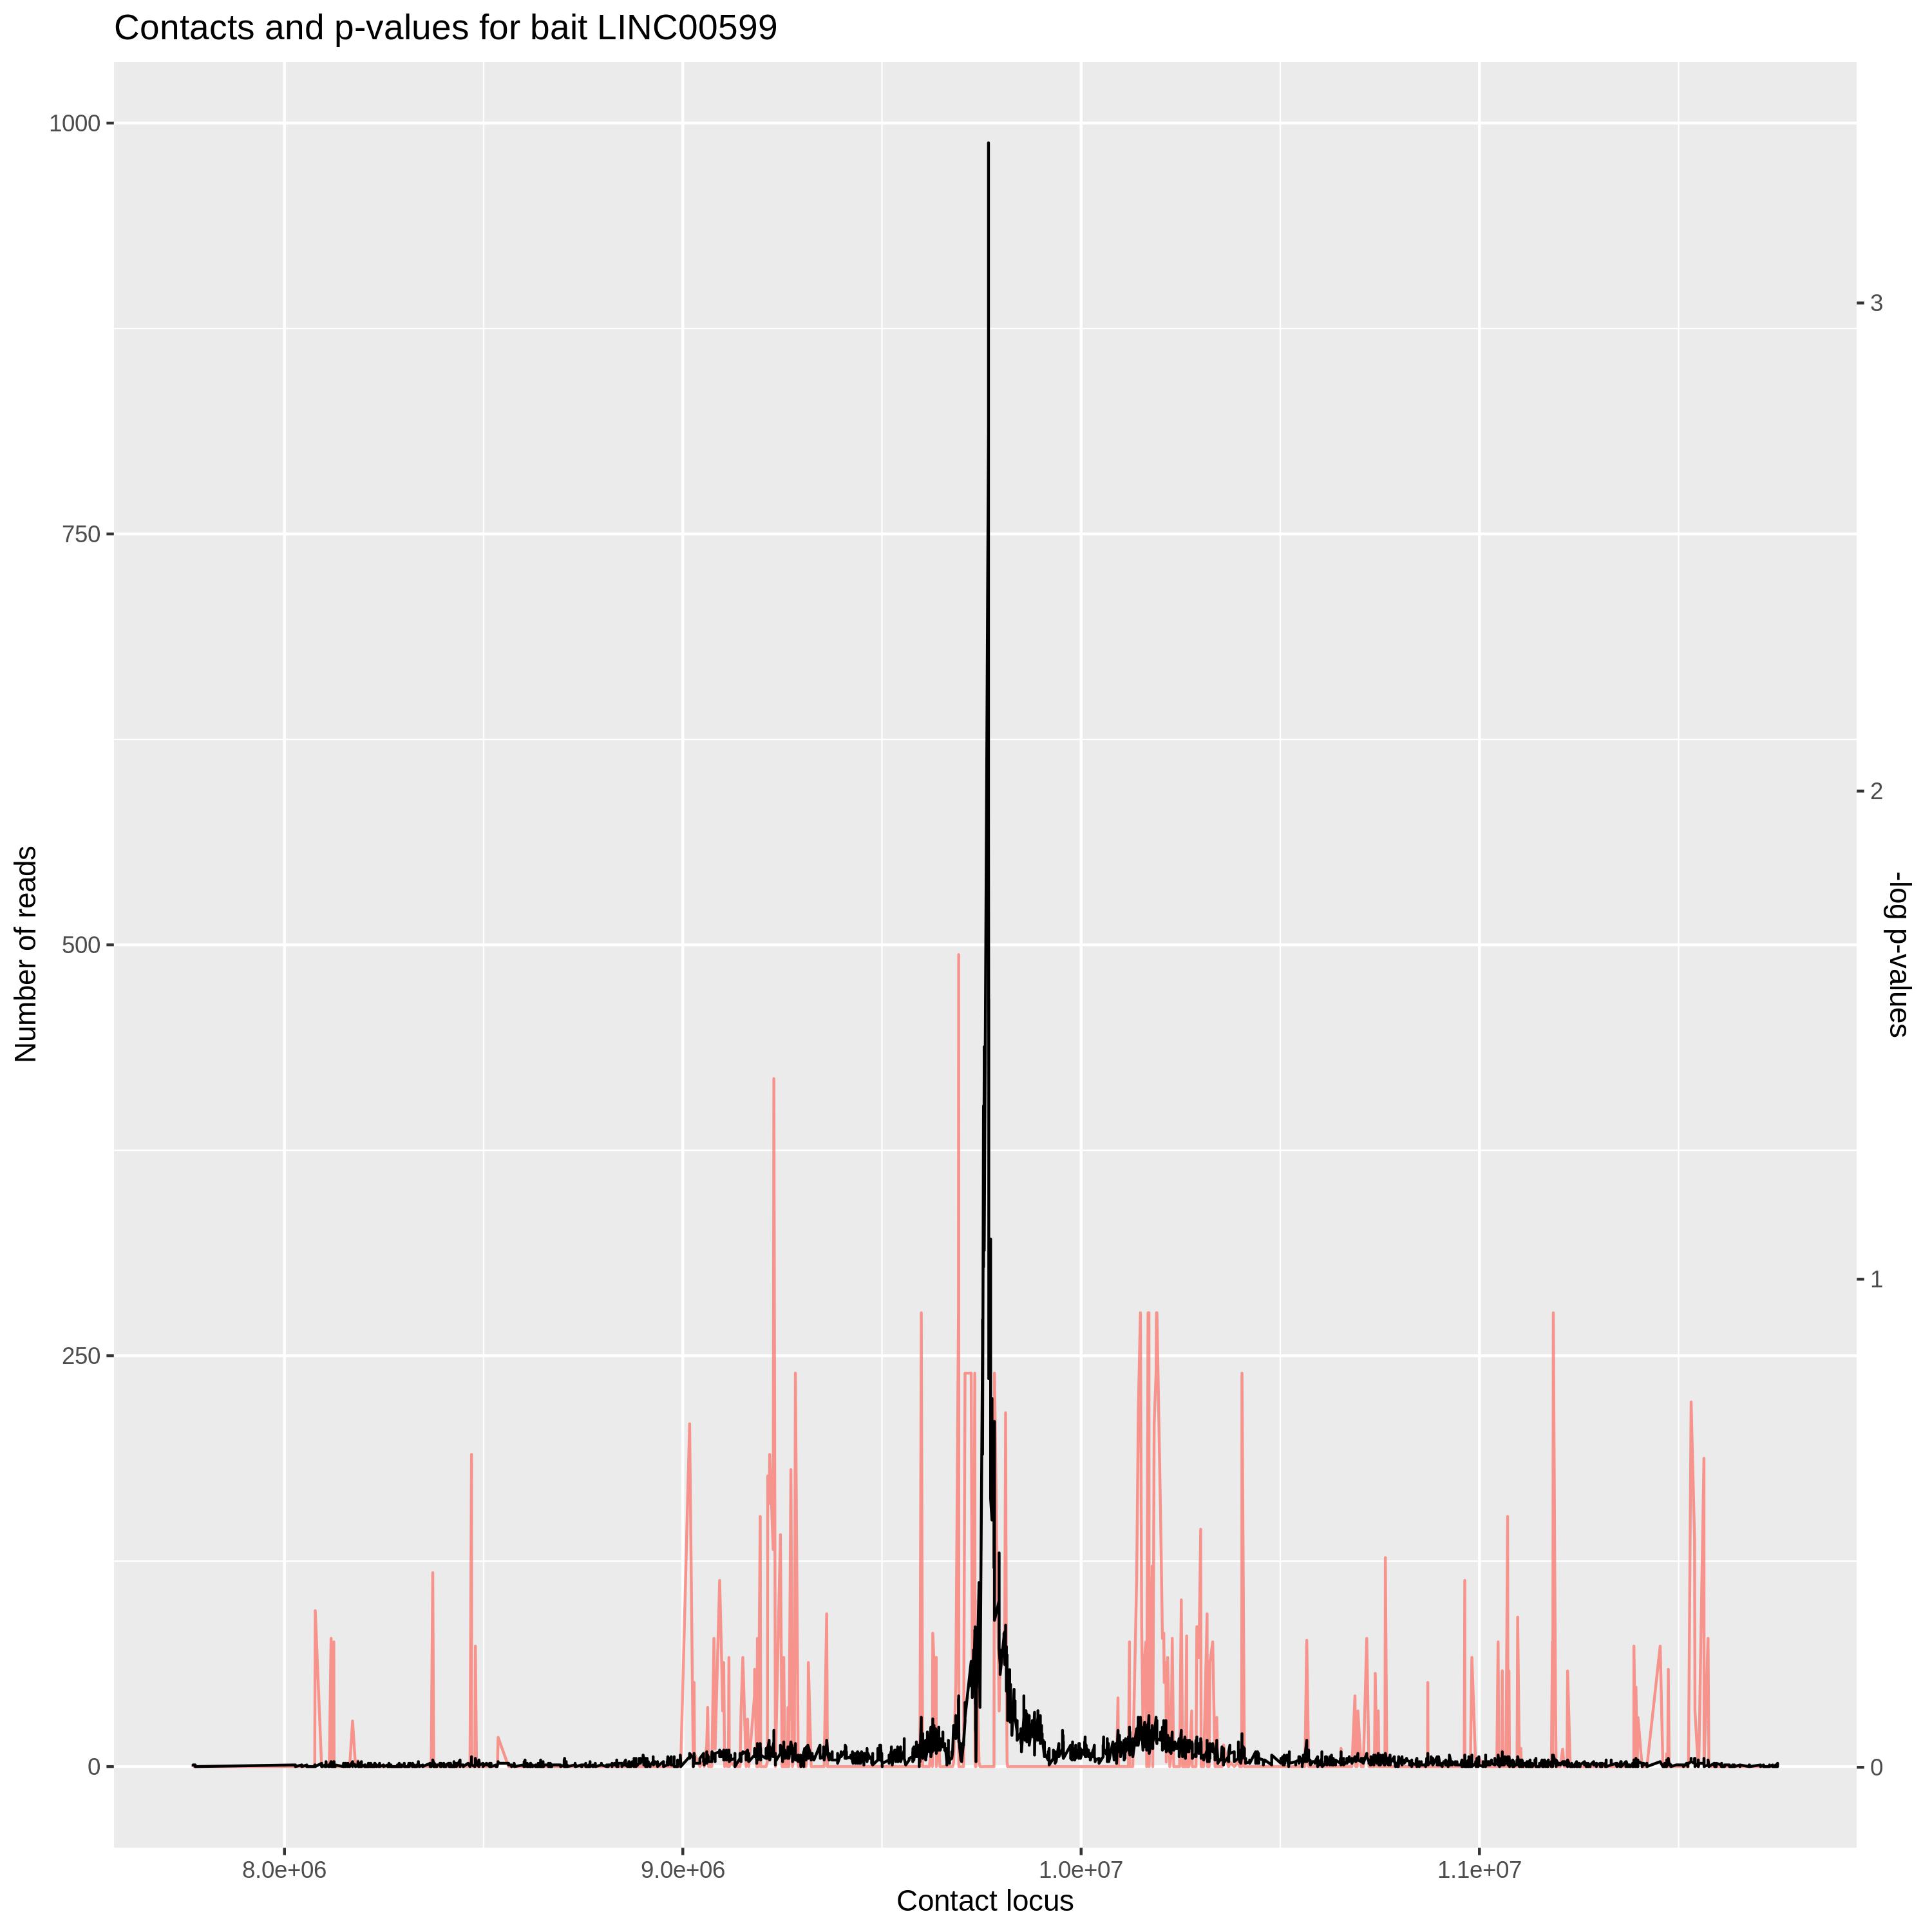 Contacts and p-values for bait LINC00599
1000
750
500
250
0
Number of reads
3
2
1
0
-log p-values
8.0e+06
9.0e+06
1.0e+07
1.1e+07
Contact locus